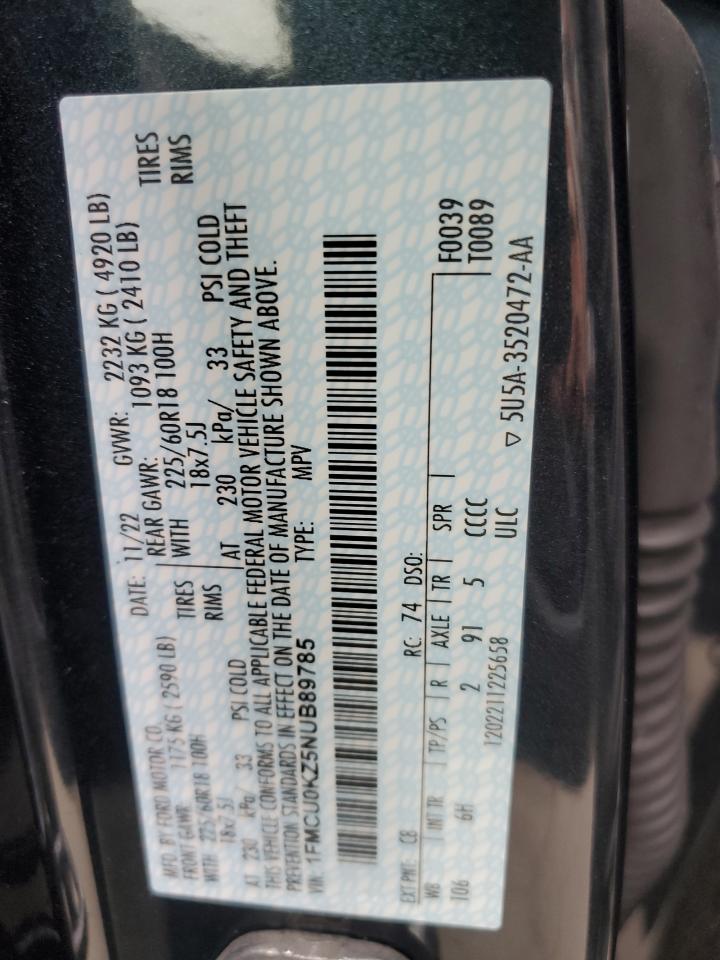 MFD. BY FORD MOTOR CO. DATE: 11/22 GVWR: 2232 KG ( 4920 LB)
FRONT GAWR: 1175 KG ( 2590 LB) REAR GAWR: 1093 KG ( 2410 LB)
WITH 225/60R18 100H TIRES WITH 225/60R18 100H TIRES
18x7.5J RIMS 18x7.5J RIMS
AT 230 kPa/ 33 PSI COLD AT 230 kPa/ 33 PSI COLD
THIS VEHICLE CONFORMS TO ALL APPLICABLE FEDERAL MOTOR VEHICLE SAFETY AND THEFT
PREVENTION STANDARDS IN EFFECT ON THE DATE OF MANUFACTURE SHOWN ABOVE.
VIN: 1FMCU0KZ5NUB89785 TYPE: MPV
EXT PNT: C8 RC: 74 DSO:
WB INT TR TP/PS R AXLE TR SPR F0039
106 6H 2 91 5 CCCC T0089
1202211225658 ULC ▽ 5U5A-3520472-AA